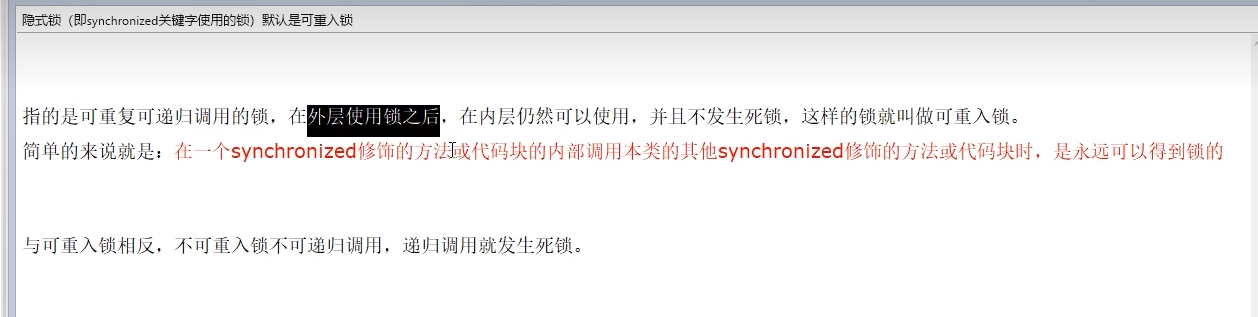 隐式锁（即synchronized关键字使用的锁）默认是可重入锁
指的是可重复可递归调用的锁，在外层使用锁之后，在内层仍然可以使用，并且不发生死锁，这样的锁就叫做可重入锁。
简单的来说就是：在一个synchronized修饰的方法或代码块的内部调用本类的其他synchronized修饰的方法或代码块时，是永远可以得到锁的
与可重入锁相反，不可重入锁不可递归调用，递归调用就发生死锁。